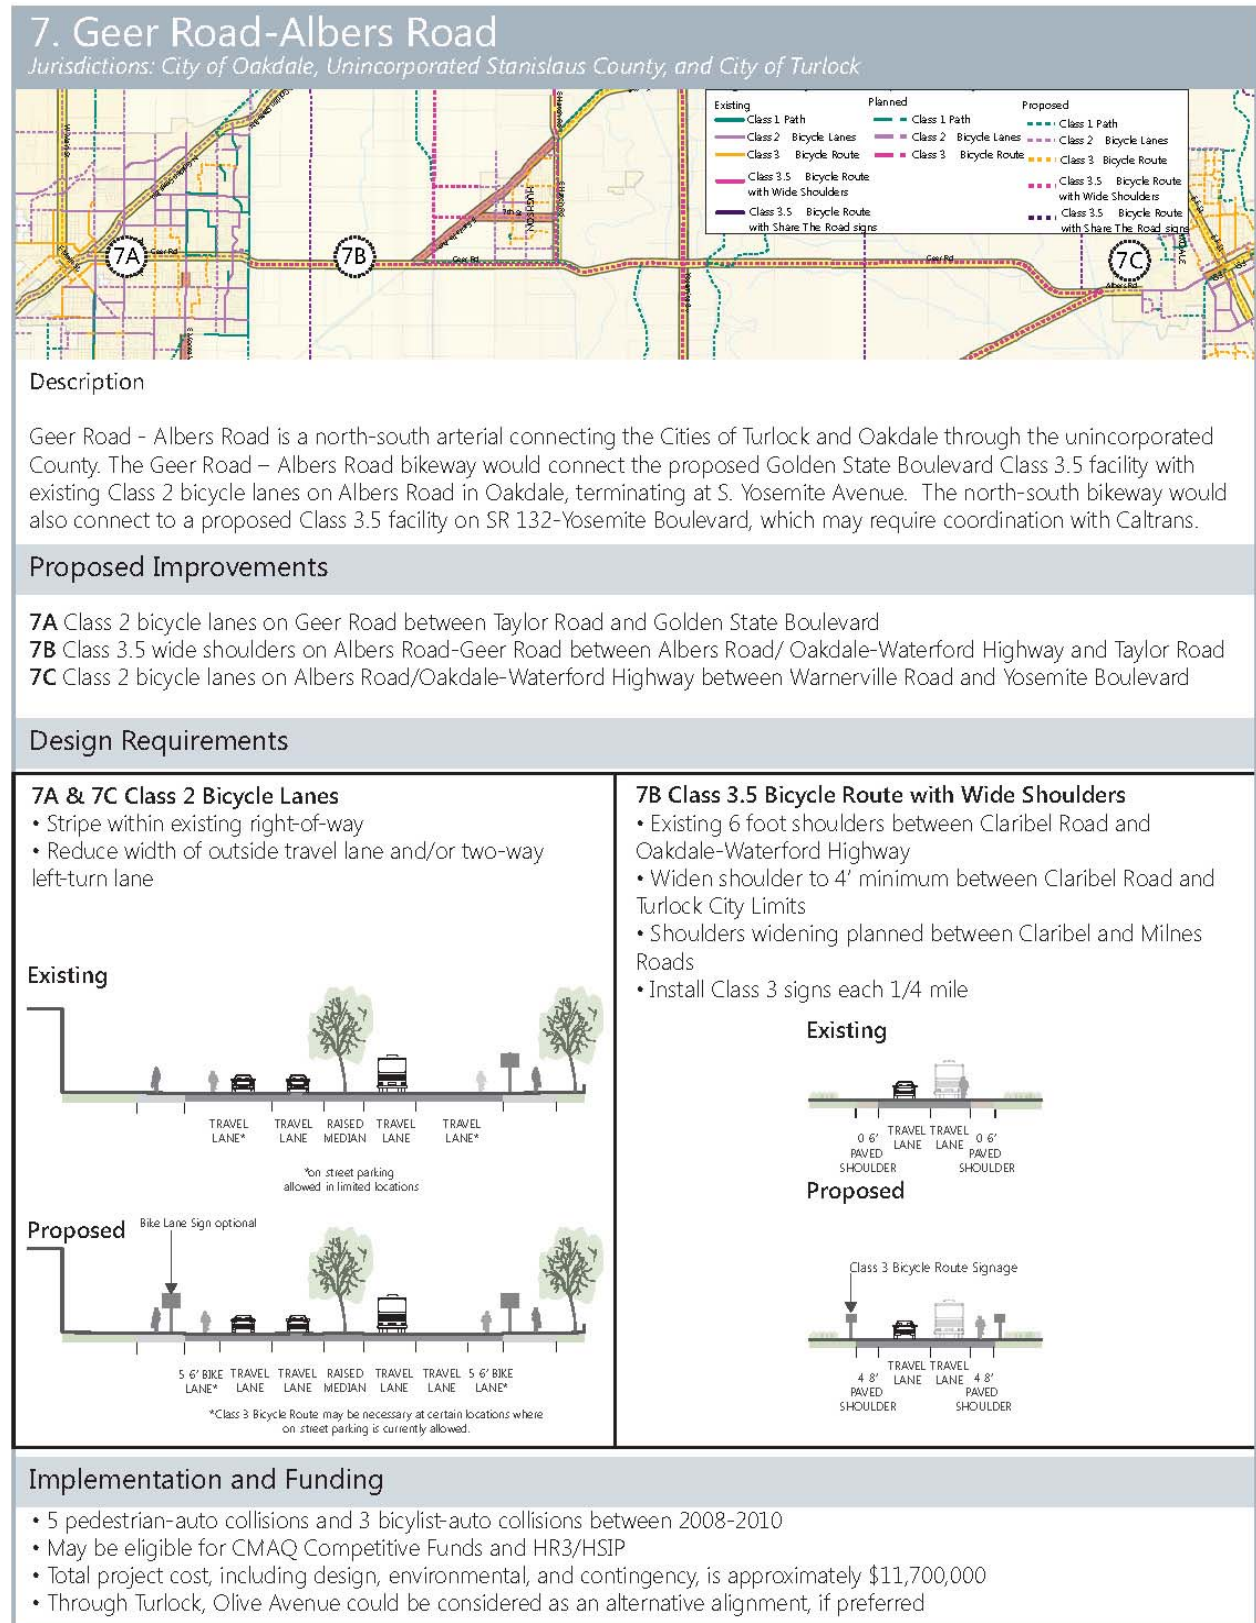 7. Geer Road-Albers Road
Jurisdictions: City of Oakdale, Unincorporated Stanislaus County, and City of Turlock
Existing
Planned
Proposed
Class 1 Path
Class 2 Bicycle Lanes
Class 3 Bicycle Route
Class 3.5 Bicycle Route
with Wide Shoulders
Class 3.5 Bicycle Route
with Share The Road signs
Class 1 Path
Class 2 Bicycle Lanes
Class 3 Bicycle Route
Class 1 Path
Class 2 Bicycle Lanes
Class 3 Bicycle Route
Class 3.5 Bicycle Route
with Wide Shoulders
Class 3.5 Bicycle Route
with Share The Road signs
7A
Geer Rd
7B
7th St
HUGHSON
Geer Rd
Geer Rd
7C
Albers Rd
Description
Geer Road - Albers Road is a north-south arterial connecting the Cities of Turlock and Oakdale through the unincorporated
County. The Geer Road – Albers Road bikeway would connect the proposed Golden State Boulevard Class 3.5 facility with
existing Class 2 bicycle lanes on Albers Road in Oakdale, terminating at S. Yosemite Avenue. The north-south bikeway would
also connect to a proposed Class 3.5 facility on SR 132-Yosemite Boulevard, which may require coordination with Caltrans.
Proposed Improvements
7A Class 2 bicycle lanes on Geer Road between Taylor Road and Golden State Boulevard
7B Class 3.5 wide shoulders on Albers Road-Geer Road between Albers Road/ Oakdale-Waterford Highway and Taylor Road
7C Class 2 bicycle lanes on Albers Road/Oakdale-Waterford Highway between Warnerville Road and Yosemite Boulevard
Design Requirements
7A & 7C Class 2 Bicycle Lanes
• Stripe within existing right-of-way
• Reduce width of outside travel lane and/or two-way
left-turn lane
Existing
TRAVEL TRAVEL RAISED TRAVEL TRAVEL
LANE* LANE MEDIAN LANE LANE*
*on street parking
allowed in limited locations
Proposed
Bike Lane Sign optional
5 6' BIKE TRAVEL TRAVEL RAISED TRAVEL TRAVEL 5 6' BIKE
LANE* LANE LANE MEDIAN LANE LANE LANE*
*Class 3 Bicycle Route may be necessary at certain locations where
on street parking is currently allowed.
7B Class 3.5 Bicycle Route with Wide Shoulders
• Existing 6 foot shoulders between Claribel Road and
Oakdale-Waterford Highway
• Widen shoulder to 4' minimum between Claribel Road and
Turlock City Limits
• Shoulders widening planned between Claribel and Milnes
Roads
• Install Class 3 signs each 1/4 mile
Existing
TRAVEL TRAVEL
0 6' LANE LANE 0 6'
PAVED PAVED
SHOULDER SHOULDER
Proposed
Class 3 Bicycle Route Signage
TRAVEL TRAVEL
4 8' LANE LANE 4 8'
PAVED PAVED
SHOULDER SHOULDER
Implementation and Funding
• 5 pedestrian-auto collisions and 3 bicylist-auto collisions between 2008-2010
• May be eligible for CMAQ Competitive Funds and HR3/HSIP
• Total project cost, including design, environmental, and contingency, is approximately $11,700,000
• Through Turlock, Olive Avenue could be considered as an alternative alignment, if preferred